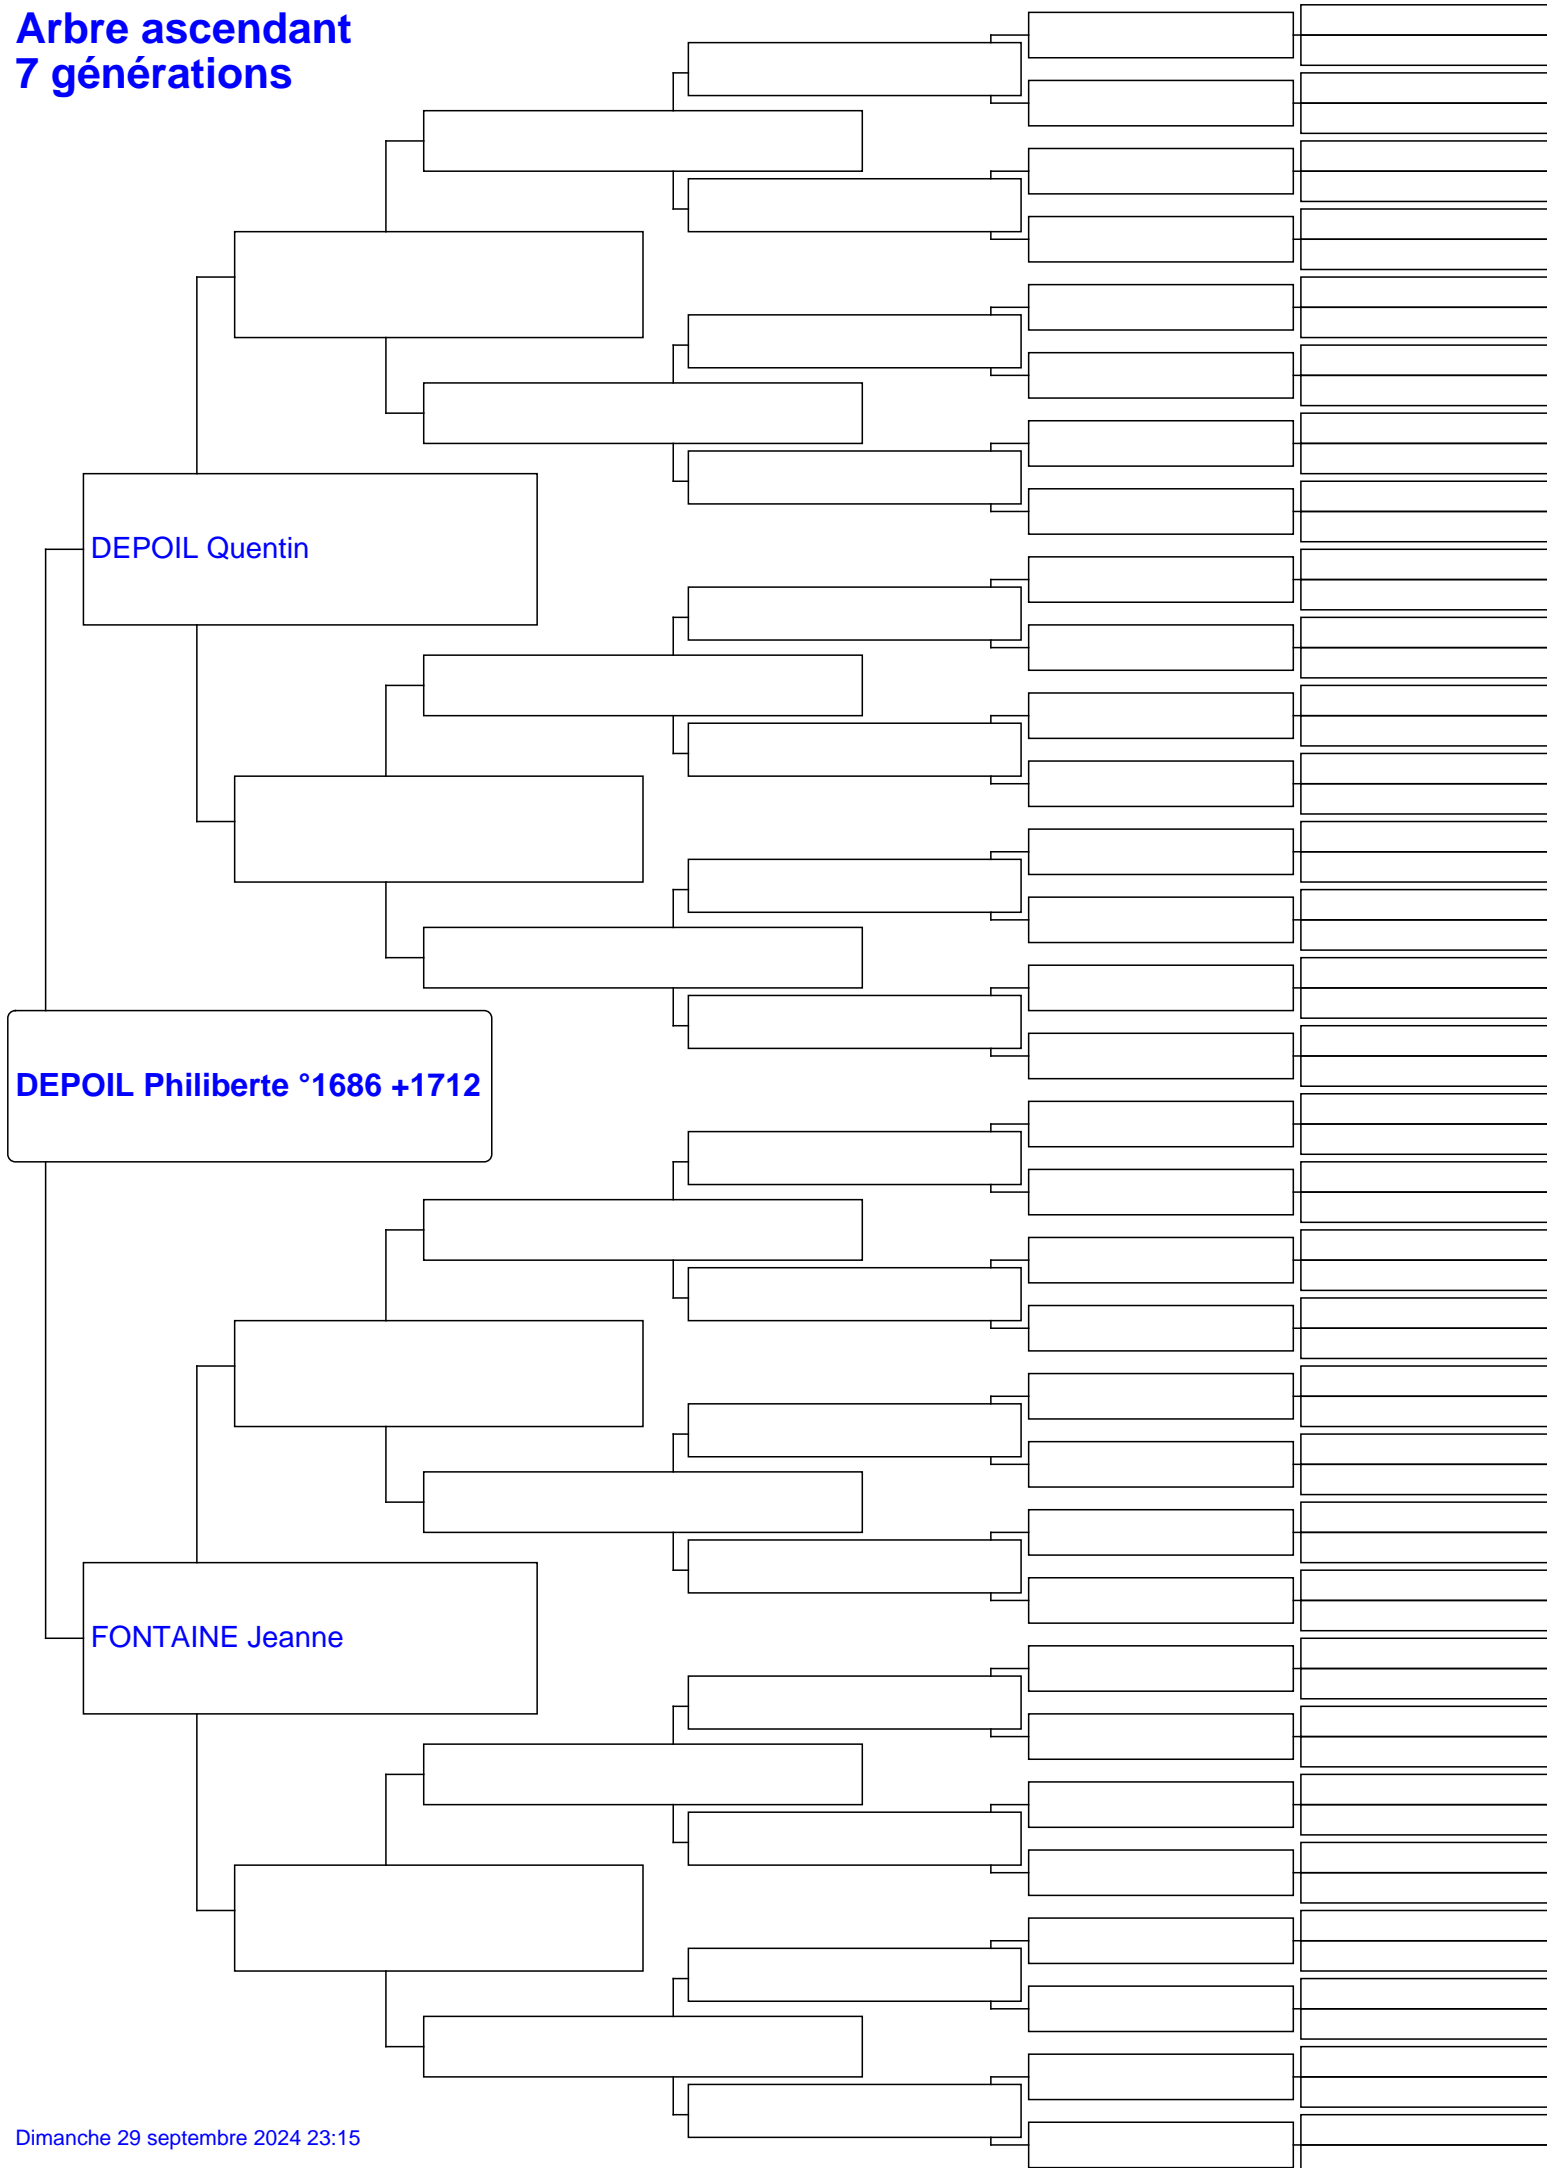 Arbre ascendant
7 générations
DEPOIL Quentin
DEPOIL Philiberte °1686 +1712
FONTAINE Jeanne
Dimanche 29 septembre 2024 23:15